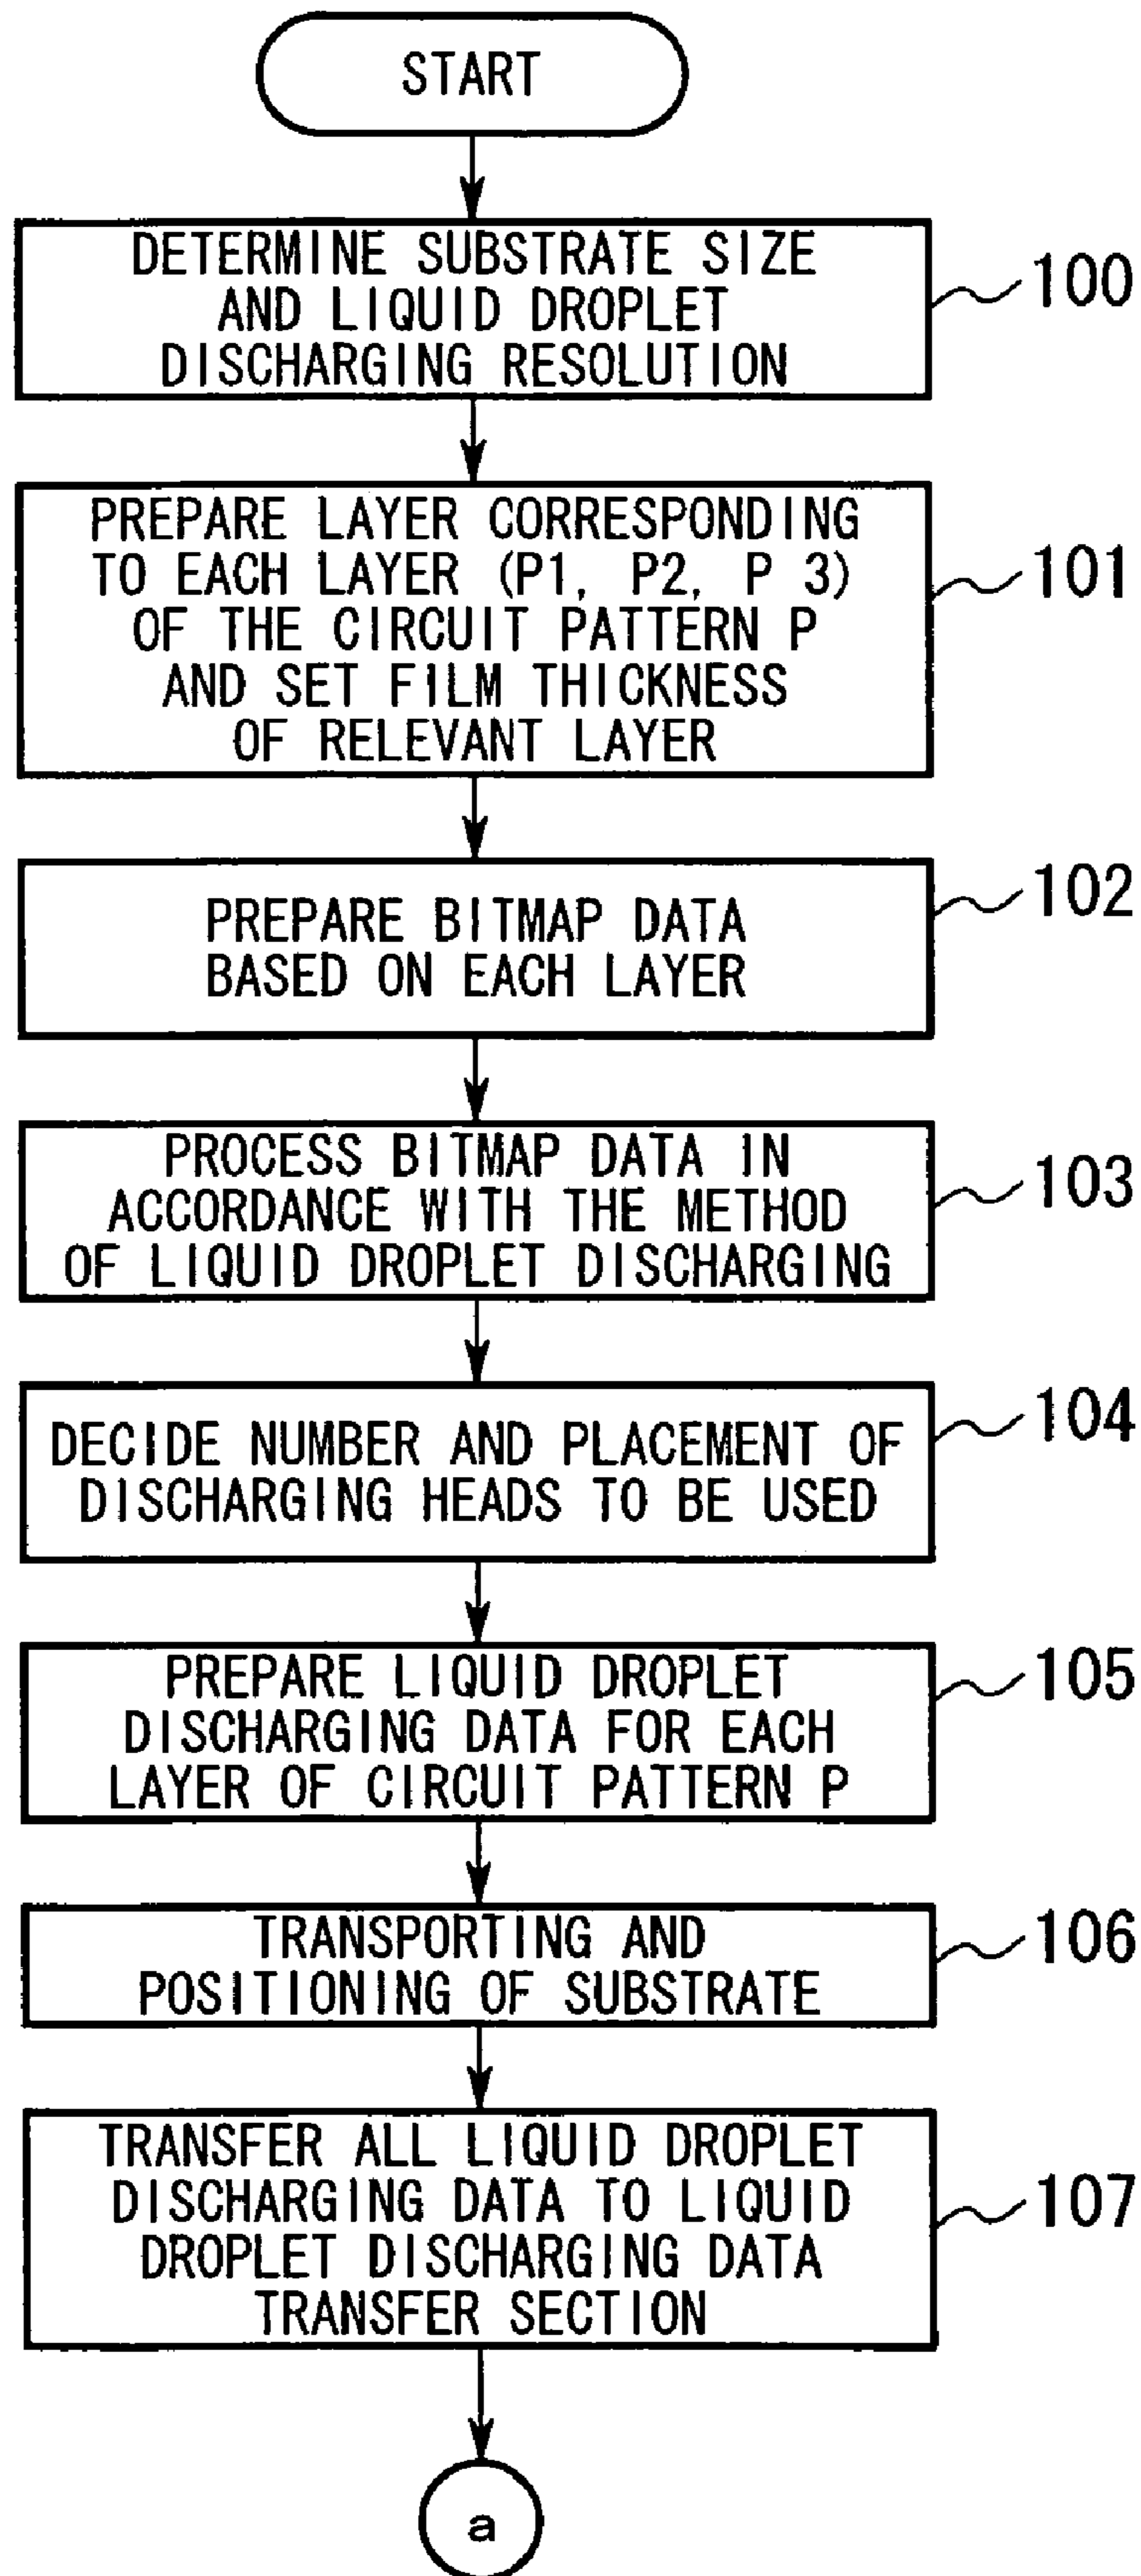 START
DETERMINE SUBSTRATE SIZE
AND LIQUID DROPLET
DISCHARGING RESOLUTION
100
PREPARE LAYER CORRESPONDING
TO EACH LAYER (P1, P2, P 3)
OF THE CIRCUIT PATTERN P
AND SET FILM THICKNESS
OF RELEVANT LAYER
101
PREPARE BITMAP DATA
BASED ON EACH LAYER
102
PROCESS BITMAP DATA IN
ACCORDANCE WITH THE METHOD
OF LIQUID DROPLET DISCHARGING
103
DECIDE NUMBER AND PLACEMENT OF
DISCHARGING HEADS TO BE USED
104
PREPARE LIQUID DROPLET
DISCHARGING DATA FOR EACH
LAYER OF CIRCUIT PATTERN P
105
TRANSPORTING AND
POSITIONING OF SUBSTRATE
106
TRANSFER ALL LIQUID DROPLET
DISCHARGING DATA TO LIQUID
DROPLET DISCHARGING DATA
TRANSFER SECTION
107
a